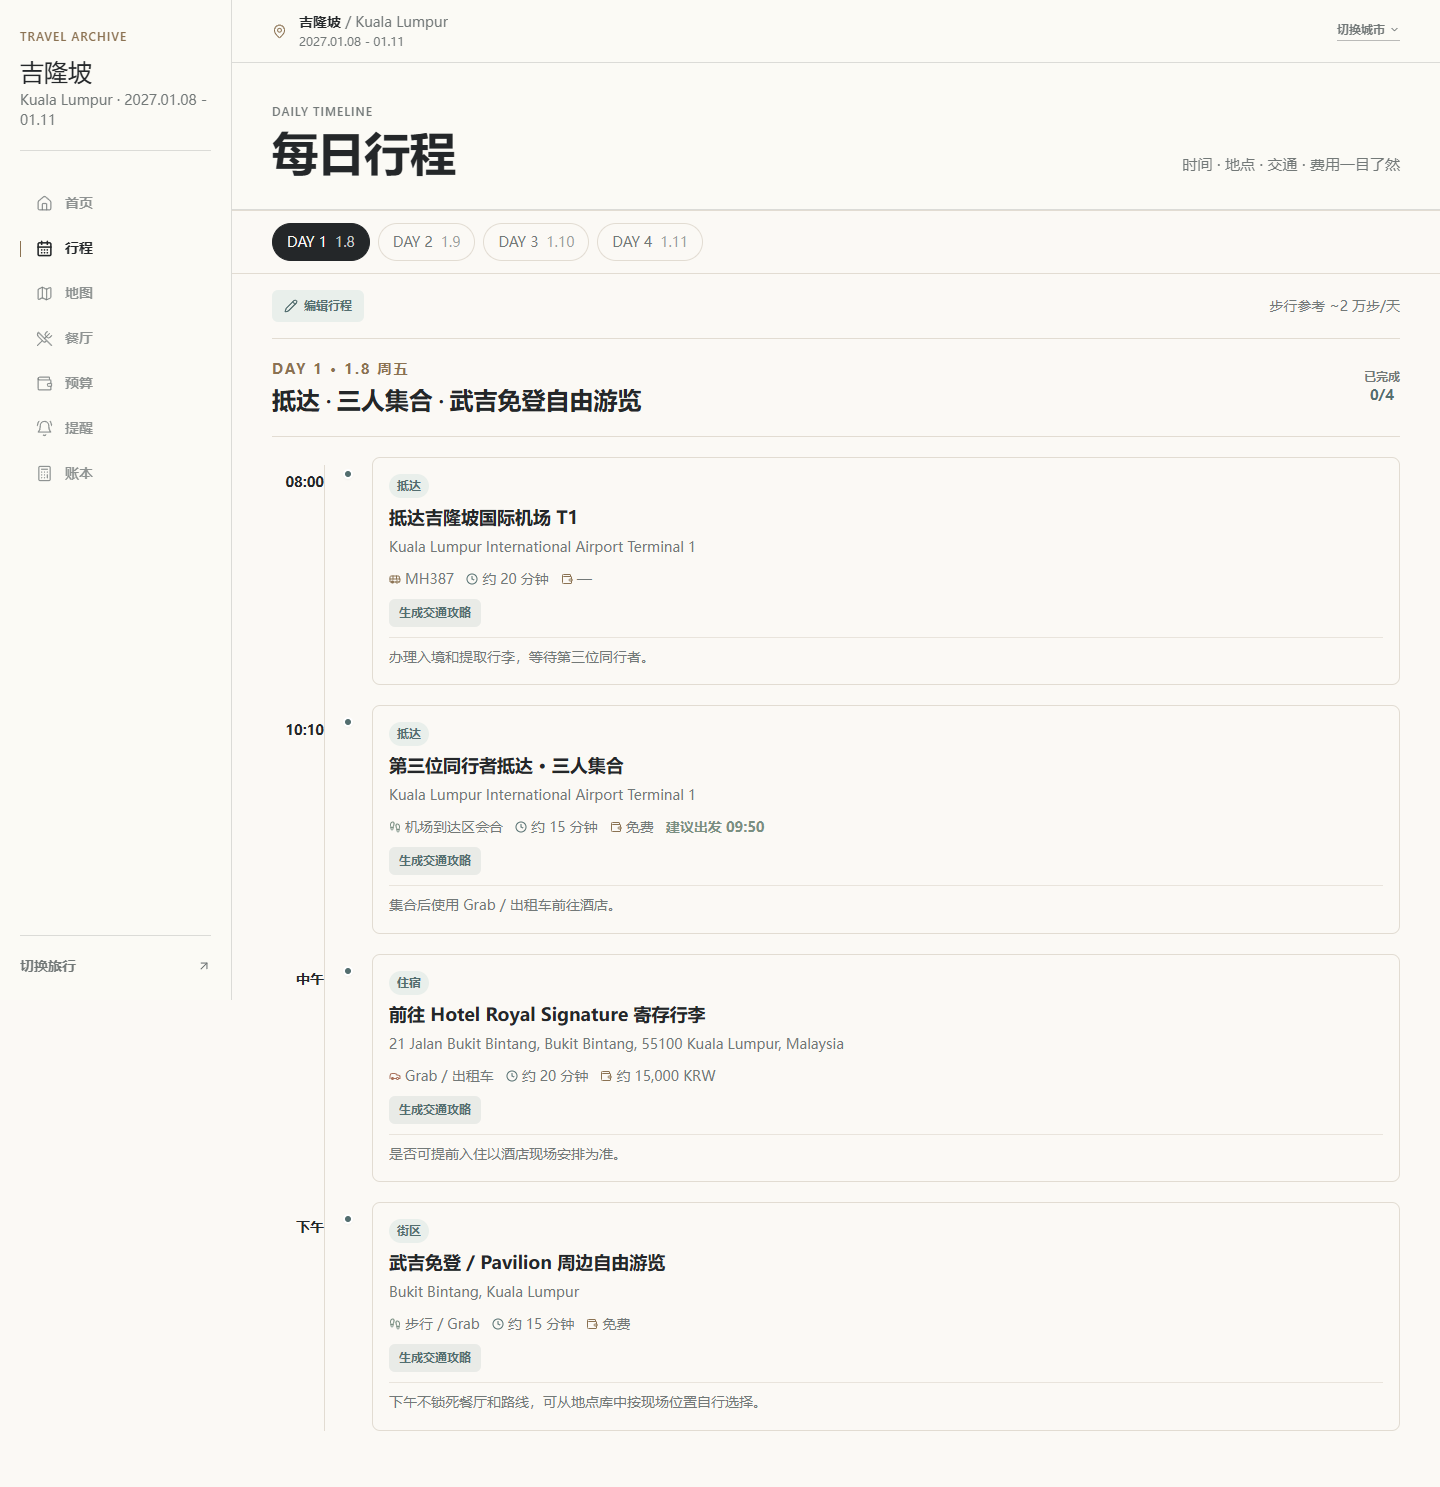 TRAVEL ARCHIVE
吉隆坡
Kuala Lumpur · 2027.01.08 -
01.11
首页
行程
地图
餐厅
预算
提醒
账本
切换旅行
吉隆坡 / Kuala Lumpur
2027.01.08 - 01.11
切换城市
DAILY TIMELINE
每日行程
时间 · 地点 · 交通 · 费用一目了然
DAY 1 1.8
DAY 2 1.9
DAY 3 1.10
DAY 4 1.11
编辑行程
步行参考 ~2 万步/天
DAY 1 • 1.8 周五
抵达 · 三人集合 · 武吉免登自由游览
已完成
0/4
08:00
抵达
抵达吉隆坡国际机场 T1
Kuala Lumpur International Airport Terminal 1
MH387 约 20 分钟 —
生成交通攻略
办理入境和提取行李，等待第三位同行者。
10:10
抵达
第三位同行者抵达 • 三人集合
Kuala Lumpur International Airport Terminal 1
机场到达区会合 约 15 分钟 免费 建议出发 09:50
生成交通攻略
集合后使用 Grab / 出租车前往酒店。
中午
住宿
前往 Hotel Royal Signature 寄存行李
21 Jalan Bukit Bintang, Bukit Bintang, 55100 Kuala Lumpur, Malaysia
Grab / 出租车 约 20 分钟 约 15,000 KRW
生成交通攻略
是否可提前入住以酒店现场安排为准。
下午
街区
武吉免登 / Pavilion 周边自由游览
Bukit Bintang, Kuala Lumpur
步行 / Grab 约 15 分钟 免费
生成交通攻略
下午不锁死餐厅和路线，可从地点库中按现场位置自行选择。